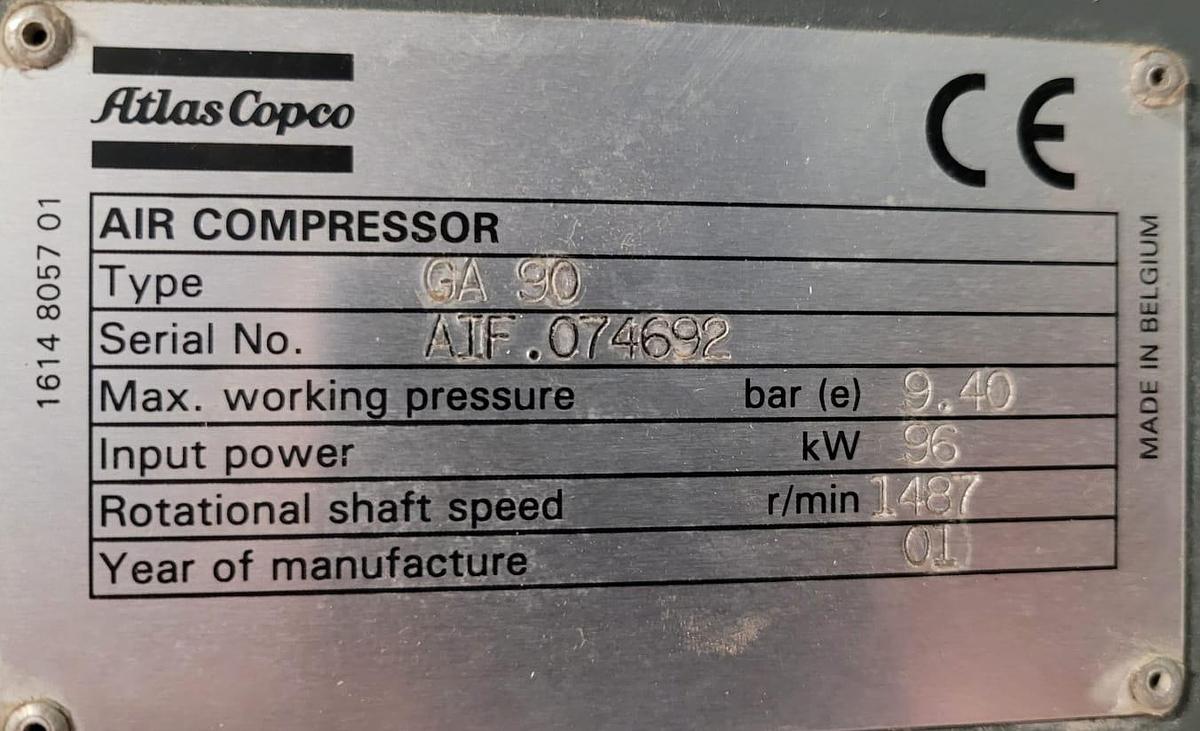 Atlas Copco
CE
AIR COMPRESSOR
Type GA 90
Serial No. AIF.074692
Max. working pressure bar (e) 9.40
Input power kW 96
Rotational shaft speed r/min 1487
Year of manufacture 01
1614 8057 01
MADE IN BELGIUM